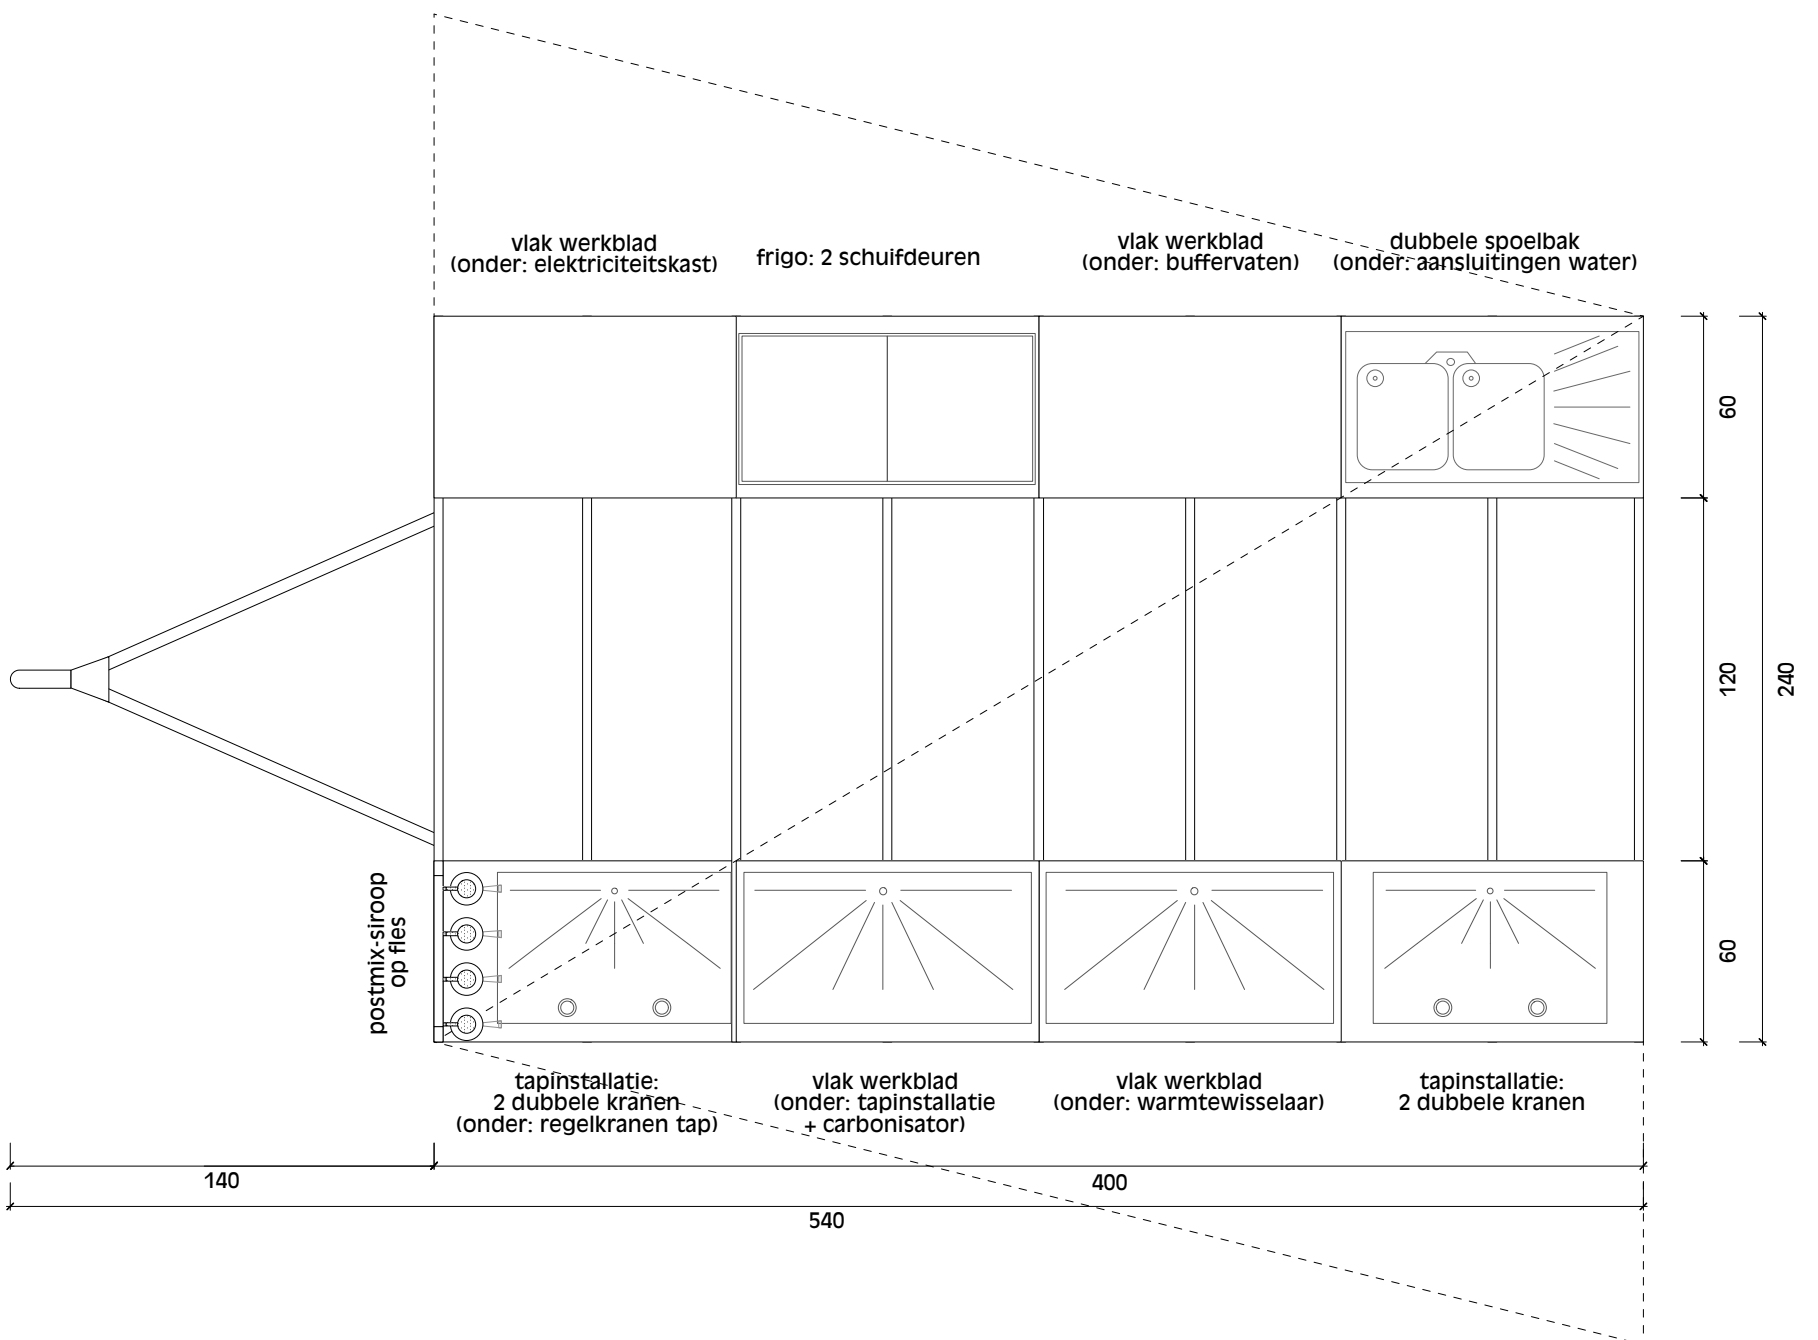 vlak werkblad
(onder: elektriciteitskast)
frigo: 2 schuifdeuren
vlak werkblad
(onder: buffervaten)
dubbele spoelbak
(onder: aansluitingen water)
60
120
240
60
postmix-siroop
op fles
tapinstallatie:
2 dubbele kranen
(onder: regelkranen tap)
vlak werkblad
(onder: tapinstallatie
+ carbonisator)
vlak werkblad
(onder: warmtewisselaar)
tapinstallatie:
2 dubbele kranen
140
400
540